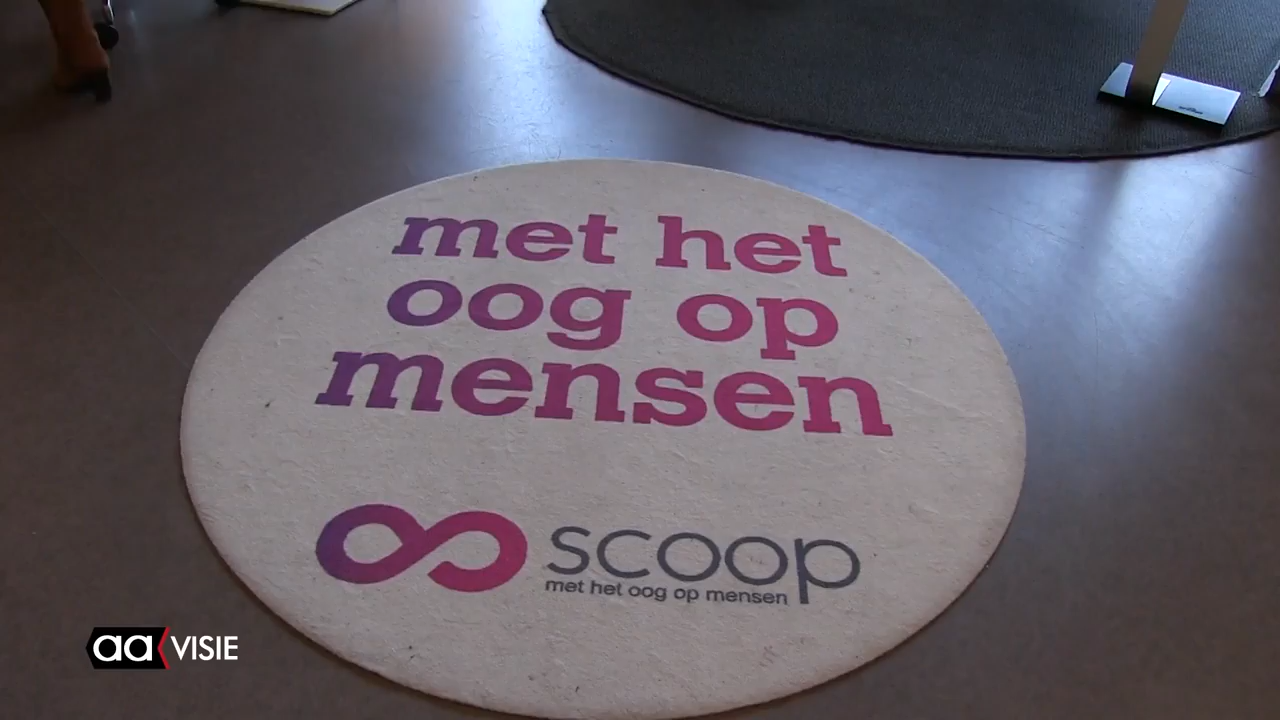 met het
oog op
mensen
scoop
met het oog op mensen
aa VISIE